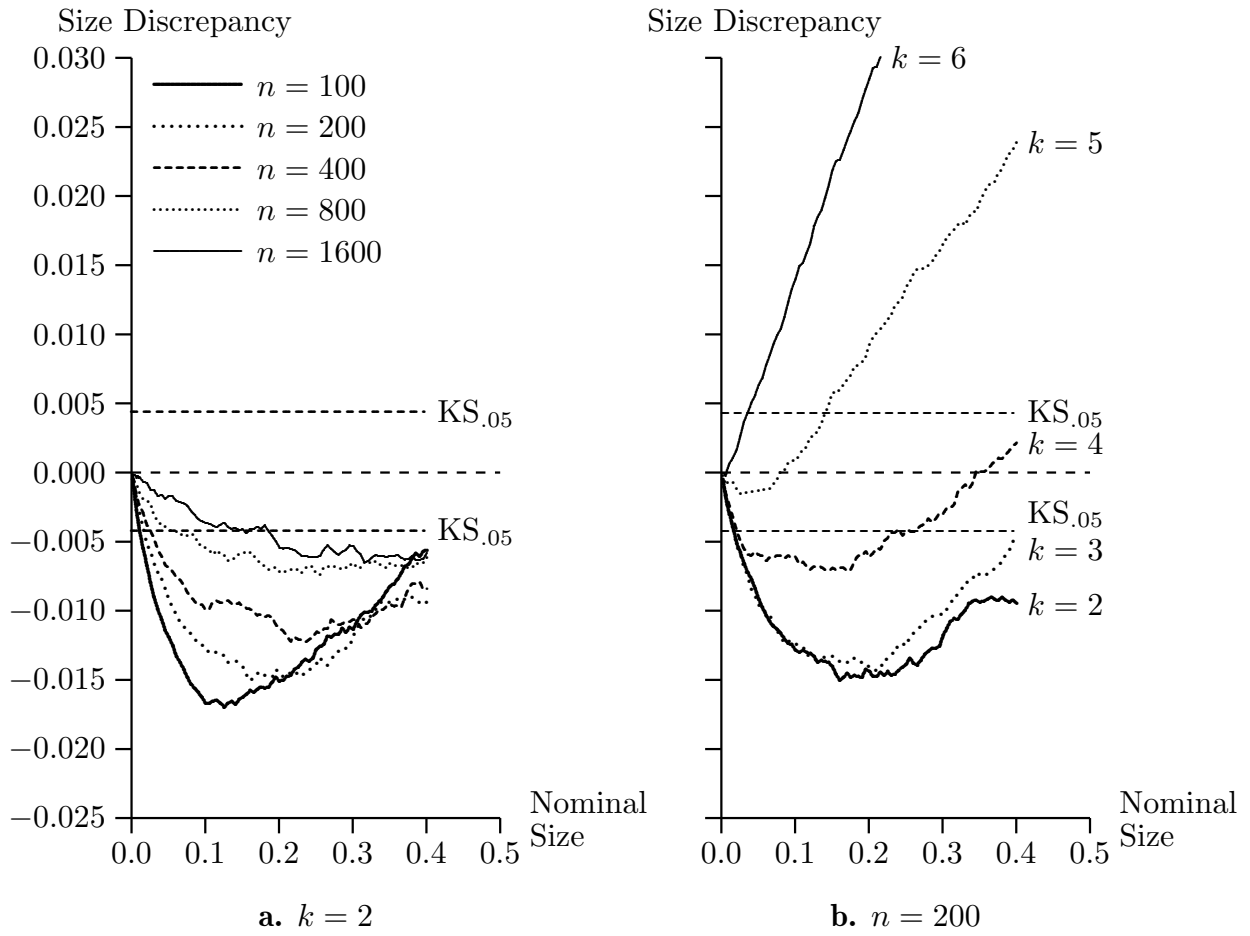 Size Discrepancy
0.030
0.025
0.020
0.015
0.010
0.005
0.000
−0.005
−0.010
−0.015
−0.020
−0.025
n = 100
n = 200
n = 400
n = 800
n = 1600
KS.05
KS.05
0.0 0.1 0.2 0.3 0.4 0.5
Nominal
Size
a. k = 2
Size Discrepancy
k = 6
k = 5
KS.05
k = 4
KS.05
k = 3
k = 2
0.0 0.1 0.2 0.3 0.4 0.5
Nominal
Size
b. n = 200